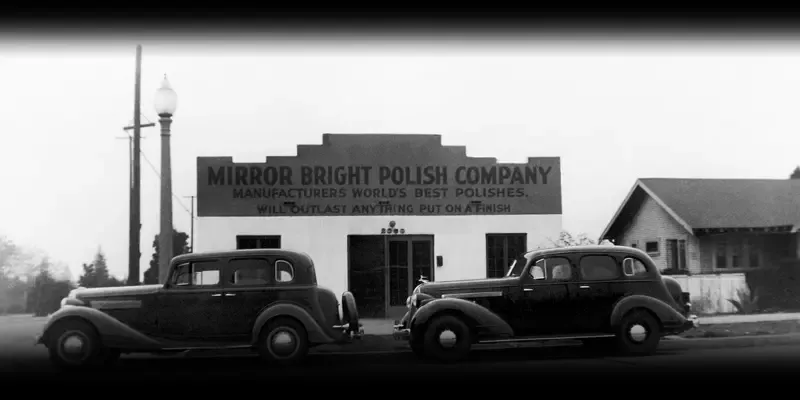 MIRROR BRIGHT POLISH COMPANY
MANUFACTURERS WORLD'S BEST POLISHES.
WILL OUTLAST ANYTHING PUT ON A FINISH